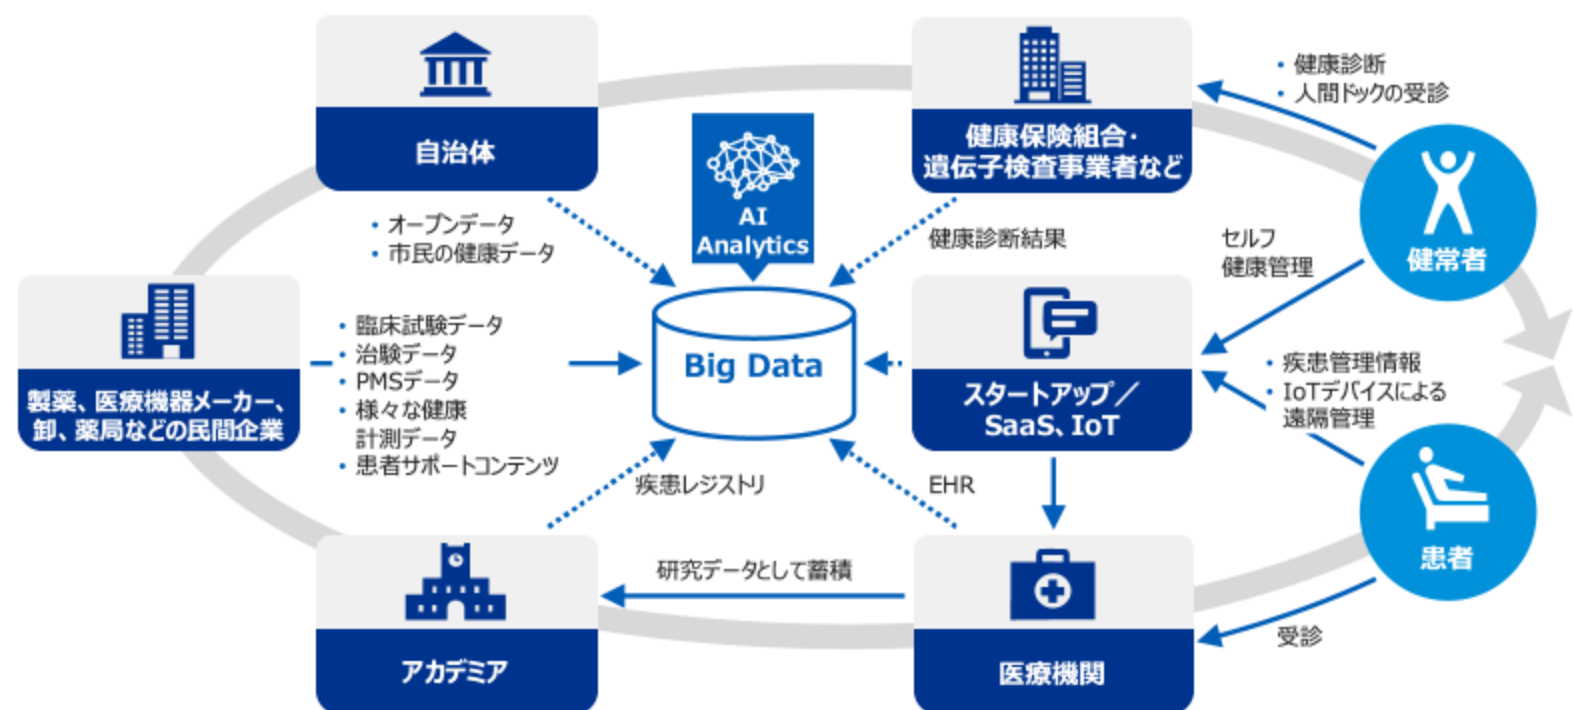 自治体
健康保険組合・
遺伝子検査事業者など
・健康診断
・人間ドックの受診
健常者
AI
Analytics
・オープンデータ
・市民の健康データ
健康診断結果
セルフ
健康管理
製薬、医療機器メーカー、
卸、薬局などの民間企業
・臨床試験データ
・治験データ
・PMSデータ
・様々な健康
計測データ
・患者サポートコンテンツ
Big Data
スタートアップ／
SaaS、IoT
・疾患管理情報
・IoTデバイスによる
遠隔管理
患者
疾患レジストリ
EHR
研究データとして蓄積
アカデミア
医療機関
受診